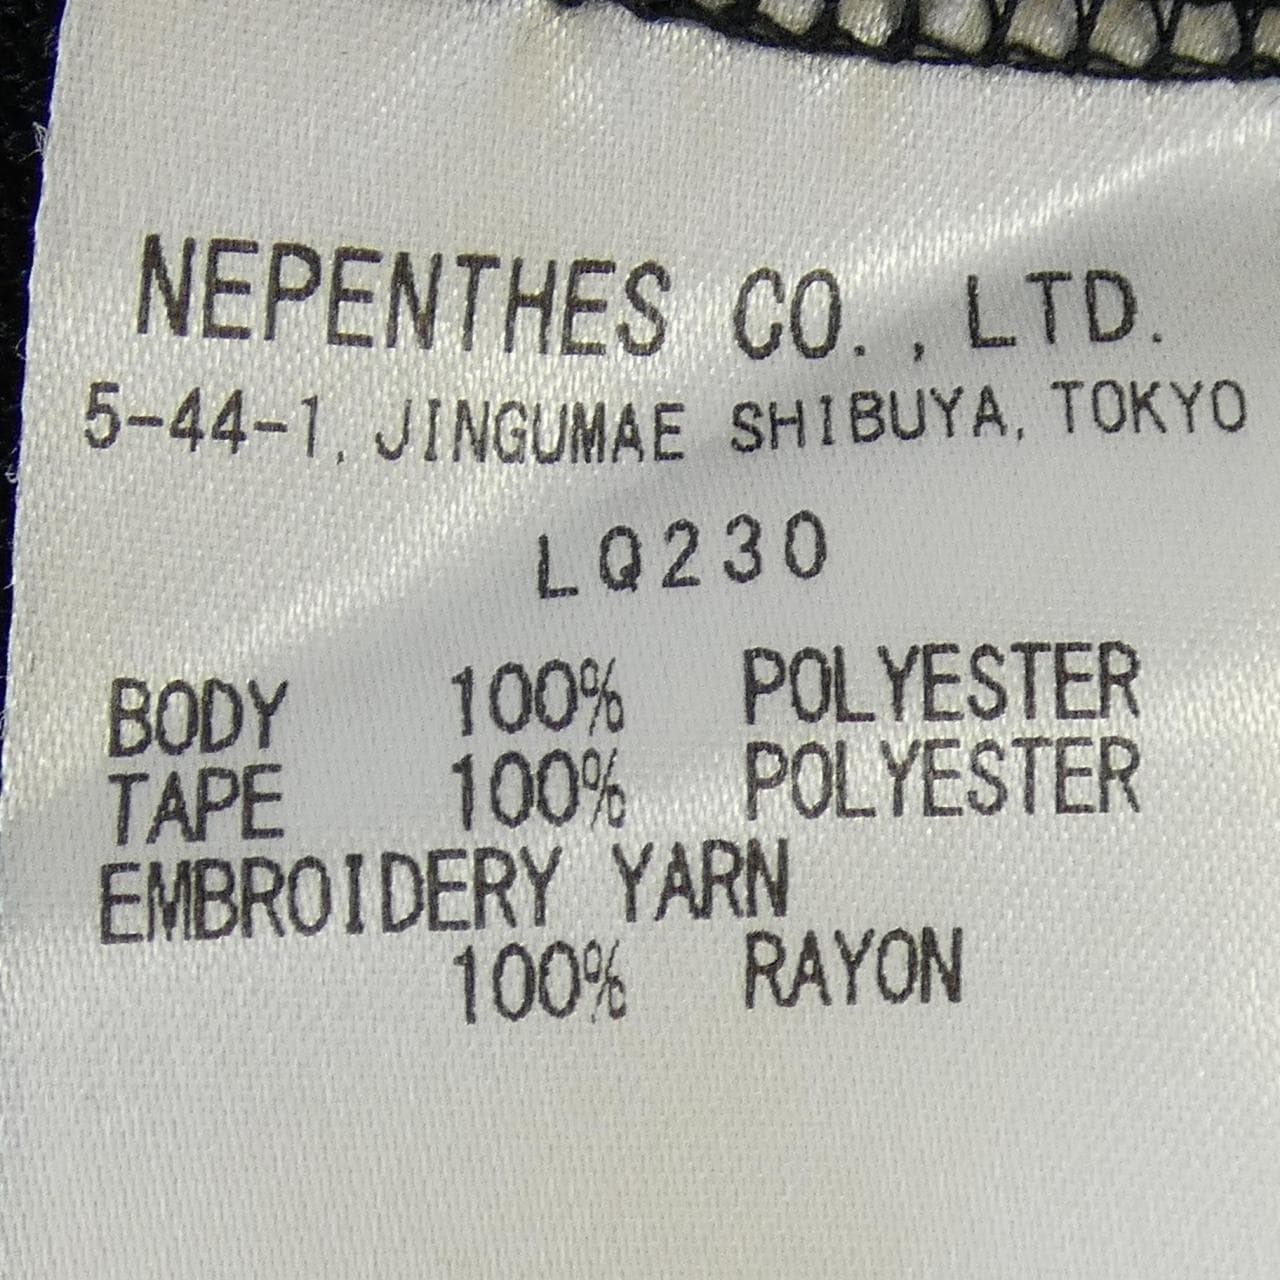 NEPENTHES CO., LTD.
5-44-1, JINGUMAE SHIBUYA, TOKYO
LQ230
BODY 100% POLYESTER
TAPE 100% POLYESTER
EMBROIDERY YARN
100% RAYON